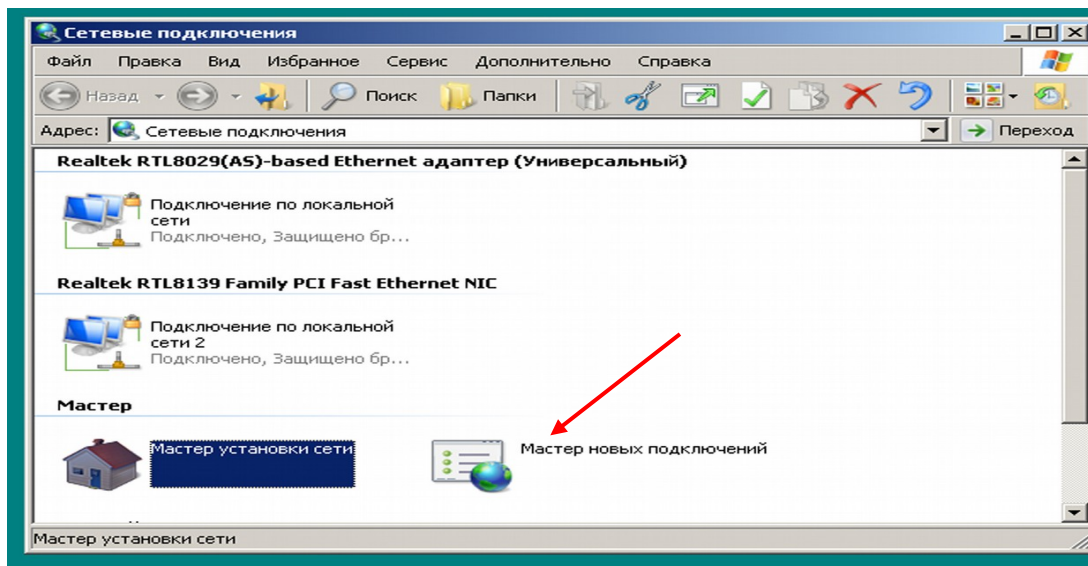 Сетевые подключения
Файл Правка Вид Избранное Сервис Дополнительно Справка
Назад Поиск Папки
Адрес: Сетевые подключения Переход
Realtek RTL8029(AS)-based Ethernet адаптер (Универсальный)
Подключение по локальной
сети
Подключено, Защищено бр...
Realtek RTL8139 Family PCI Fast Ethernet NIC
Подключение по локальной
сети 2
Подключено, Защищено бр...
Мастер
Мастер установки сети Мастер новых подключений
Мастер установки сети